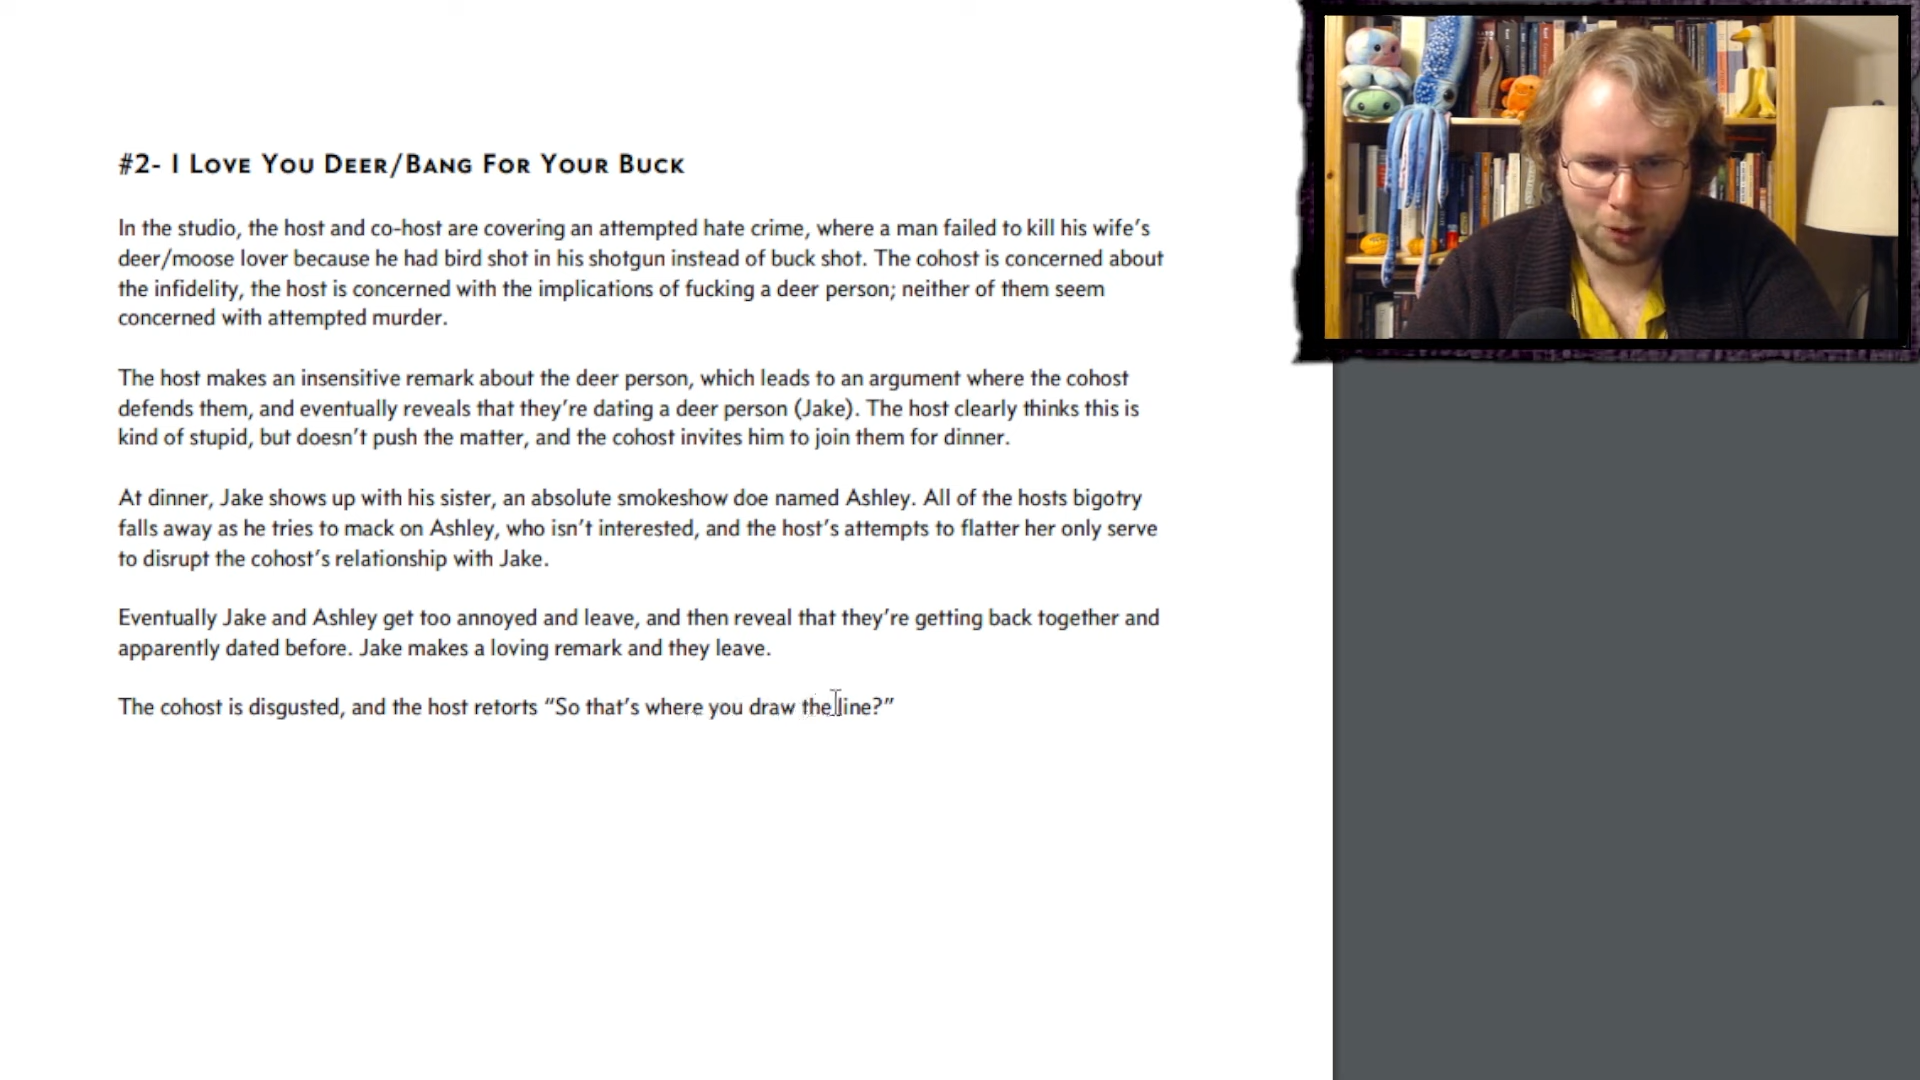 #2- I Love You Deer/Bang For Your Buck
In the studio, the host and co-host are covering an attempted hate crime, where a man failed to kill his wife's
deer/moose lover because he had bird shot in his shotgun instead of buck shot. The cohost is concerned about
the infidelity, the host is concerned with the implications of fucking a deer person; neither of them seem
concerned with attempted murder.
The host makes an insensitive remark about the deer person, which leads to an argument where the cohost
defends them, and eventually reveals that they're dating a deer person (Jake). The host clearly thinks this is
kind of stupid, but doesn't push the matter, and the cohost invites him to join them for dinner.
At dinner, Jake shows up with his sister, an absolute smokeshow doe named Ashley. All of the hosts bigotry
falls away as he tries to mack on Ashley, who isn't interested, and the host's attempts to flatter her only serve
to disrupt the cohost's relationship with Jake.
Eventually Jake and Ashley get too annoyed and leave, and then reveal that they're getting back together and
apparently dated before. Jake makes a loving remark and they leave.
The cohost is disgusted, and the host retorts "So that's where you draw the line?"